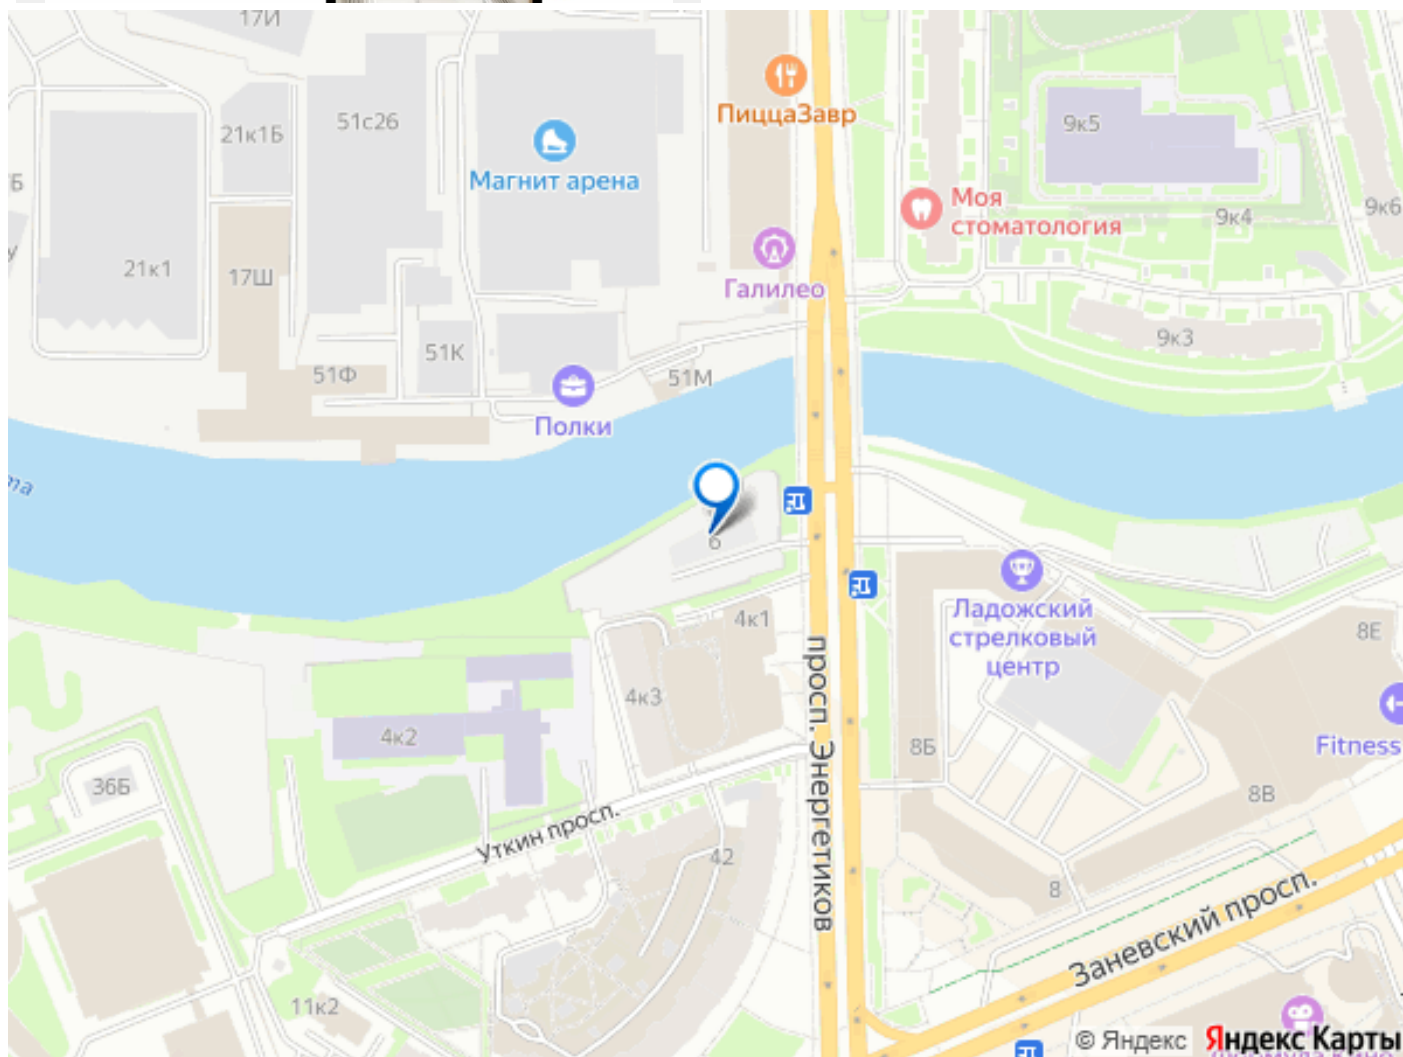 17И
ПиццаЗавр
21к1Б
51с26
9к5
Магнит арена
Моя
стоматология
9к6
9к4
21к1
17Ш
Галилео
9к3
51К
51Ф
51М
Полки
6
Ладожский
стрелковый
центр
4к1
8Е
просп. Энергетиков
4к3
4к2
8Б
Fitness
36Б
8В
Уткин просп.
42
8
Заневский просп.
11к2
© Яндекс
Яндекс Карты